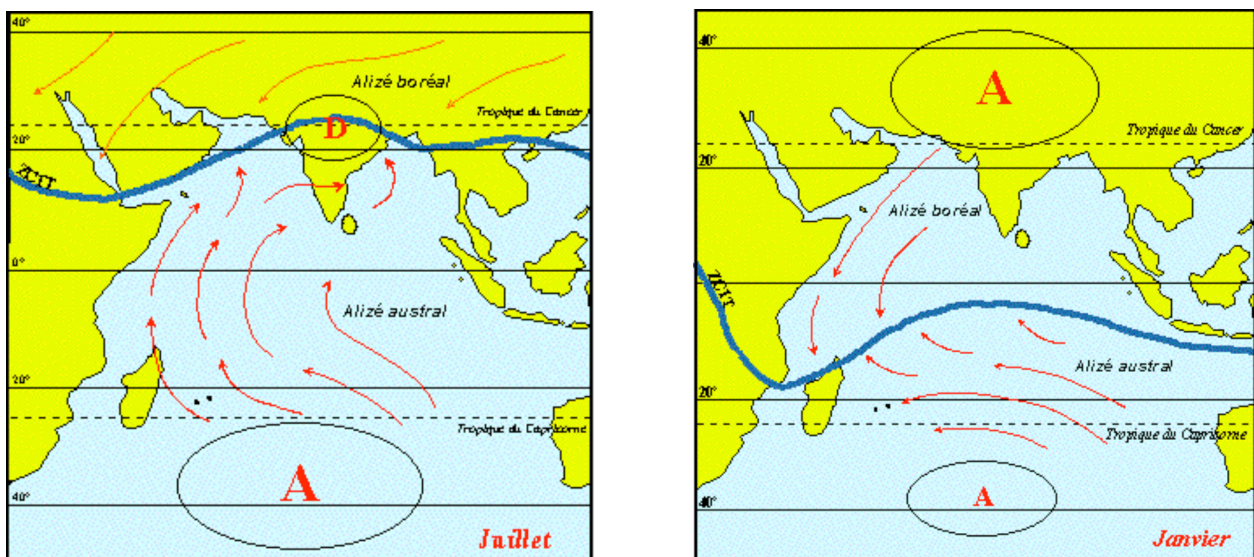 40°
Alizé boréal
Tropique du Cancer
D
20°
ZCIT
0°
Alizé austral
20°
Tropique du Capricorne
A
40°
Juillet
40°
A
Tropique du Cancer
20°
Alizé boréal
ZCIT
Alizé austral
20°
Tropique du Capricorne
A
40°
Janvier